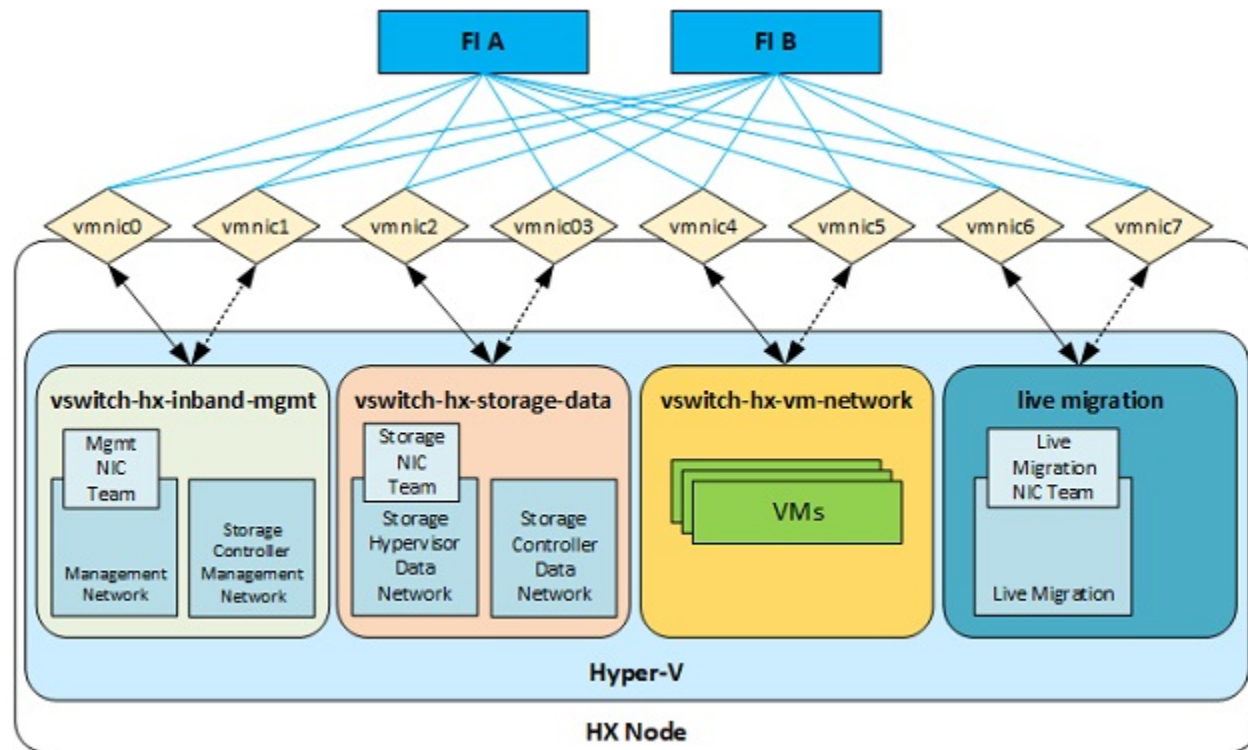 FI A
FI B
vmnic0
vmnic1
vmnic2
vmnic03
vmnic4
vmnic5
vmnic6
vmnic7
vswitch-hx-inband-mgmt
Mgmt
NIC
Team
Management
Network
Storage
Controller
Management
Network
vswitch-hx-storage-data
Storage
NIC
Team
Storage
Hypervisor
Data
Network
Storage
Controller
Data
Network
vswitch-hx-vm-network
VMs
live migration
Live
Migration
NIC Team
Live Migration
Hyper-V
HX Node